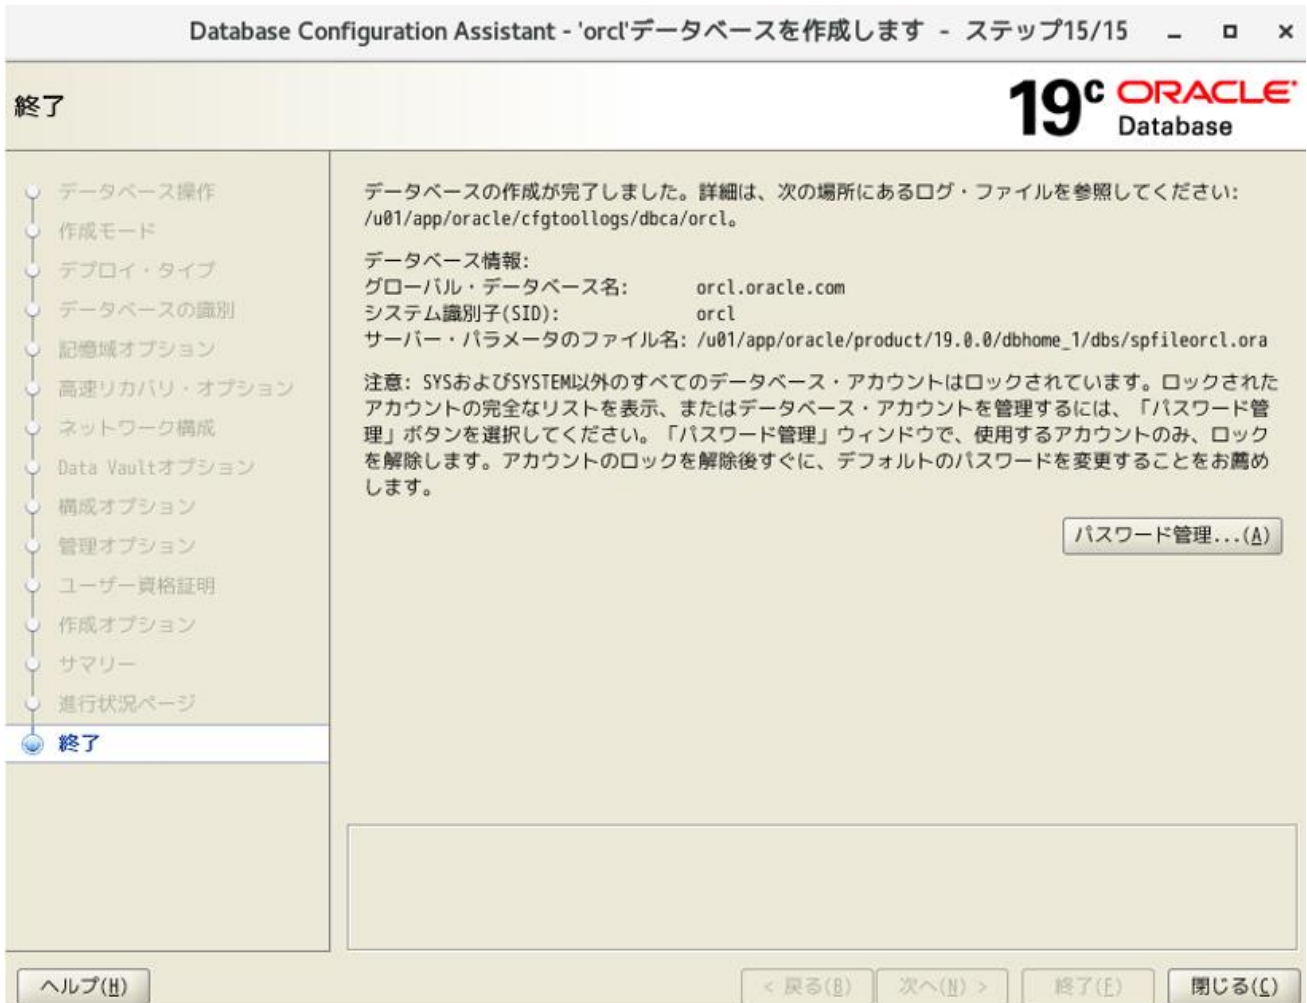 Database Configuration Assistant - 'orcl'データベースを作成します - ステップ15/15
終了
19c ORACLE
Database
データベース操作
作成モード
デプロイ・タイプ
データベースの識別
記憶域オプション
高速リカバリ・オプション
ネットワーク構成
Data Vaultオプション
構成オプション
管理オプション
ユーザー資格証明
作成オプション
サマリー
進行状況ページ
終了
データベースの作成が完了しました。詳細は、次の場所にあるログ・ファイルを参照してください:
/u01/app/oracle/cfgtoollogs/dbca/orcl。
データベース情報:
グローバル・データベース名: orcl.oracle.com
システム識別子(SID): orcl
サーバー・パラメータのファイル名: /u01/app/oracle/product/19.0.0/dbhome_1/dbs/spfileorcl.ora
注意: SYSおよびSYSTEM以外のすべてのデータベース・アカウントはロックされています。ロックされた
アカウントの完全なリストを表示、またはデータベース・アカウントを管理するには、「パスワード管
理」ボタンを選択してください。「パスワード管理」ウィンドウで、使用するアカウントのみ、ロック
を解除します。アカウントのロックを解除後すぐに、デフォルトのパスワードを変更することをお薦め
します。
パスワード管理...(A)
ヘルプ(H)
< 戻る(B)
次へ(N) >
終了(F)
閉じる(C)